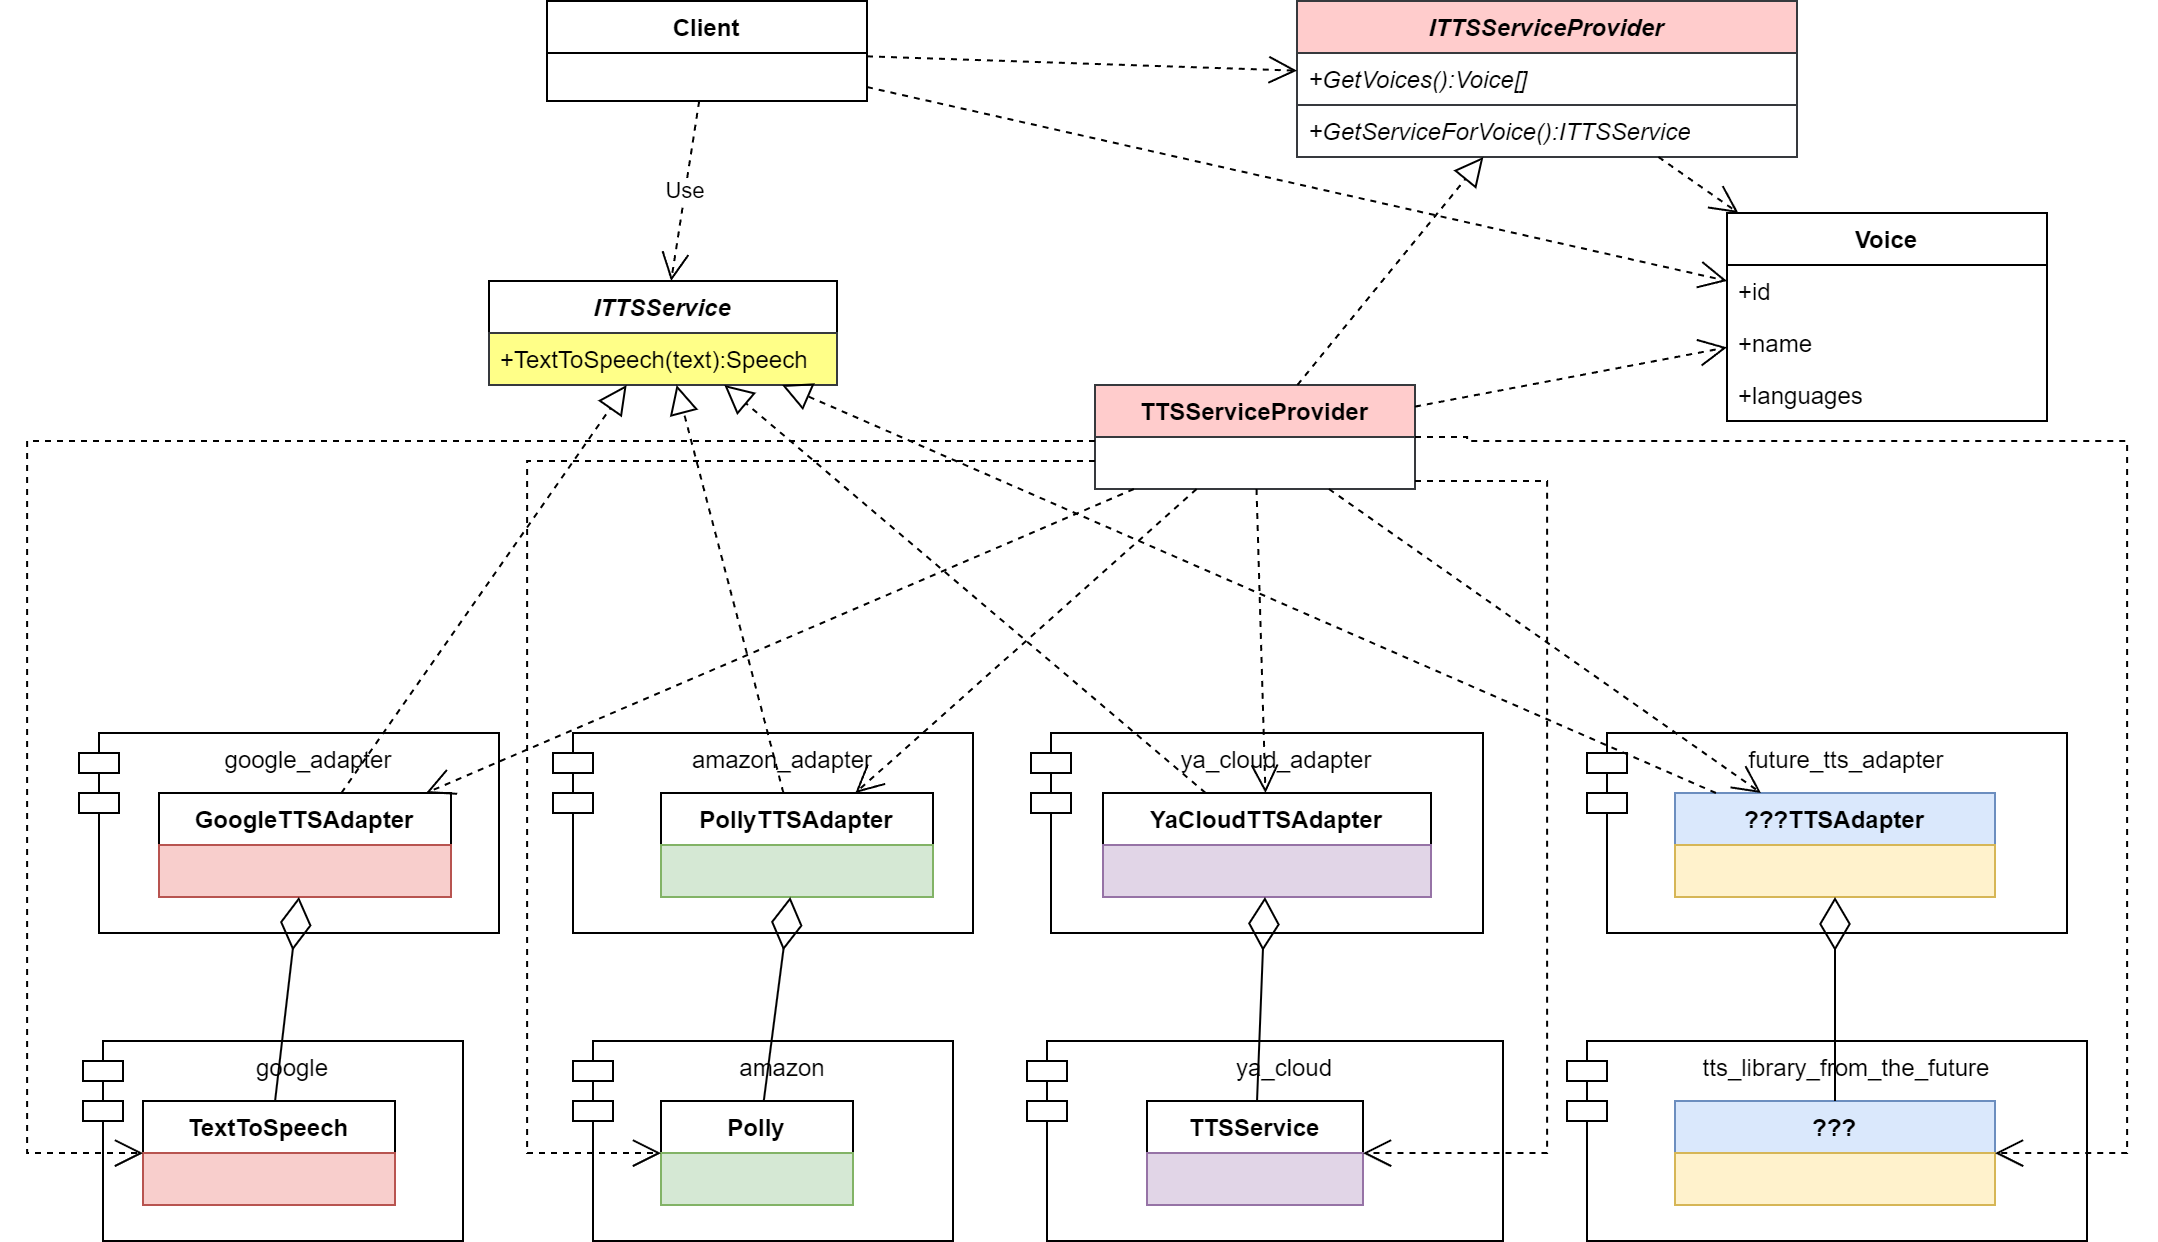 Client
ITTSServiceProvider
+GetVoices():Voice[]
+GetServiceForVoice():ITTSService
Use
Voice
+id
+name
+languages
ITTSService
+TextToSpeech(text):Speech
TTSServiceProvider
google_adapter
GoogleTTSAdapter
amazon_adapter
PollyTTSAdapter
ya_cloud_adapter
YaCloudTTSAdapter
future_tts_adapter
???TTSAdapter
google
TextToSpeech
amazon
Polly
ya_cloud
TTSService
tts_library_from_the_future
???